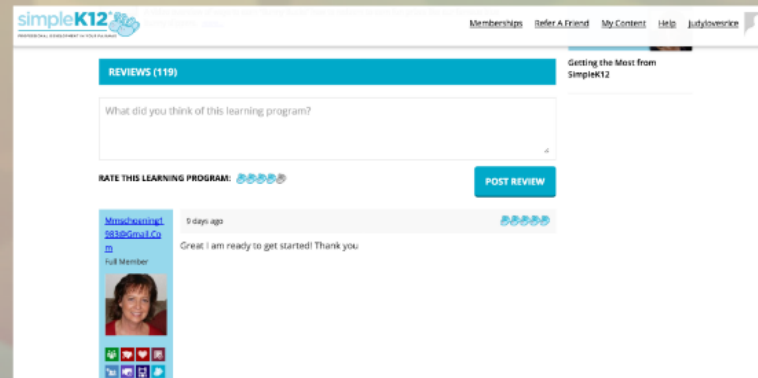 simpleK12
PROFESSIONAL DEVELOPMENT IN YOUR PAJAMAS
Memberships Refer A Friend My Content Help judylovesrice
Getting the Most from
SimpleK12
REVIEWS (119)
What did you think of this learning program?
RATE THIS LEARNING PROGRAM:
POST REVIEW
Mmschoening1
983@Gmail.Co
m
Full Member
9 days ago
Great I am ready to get started! Thank you